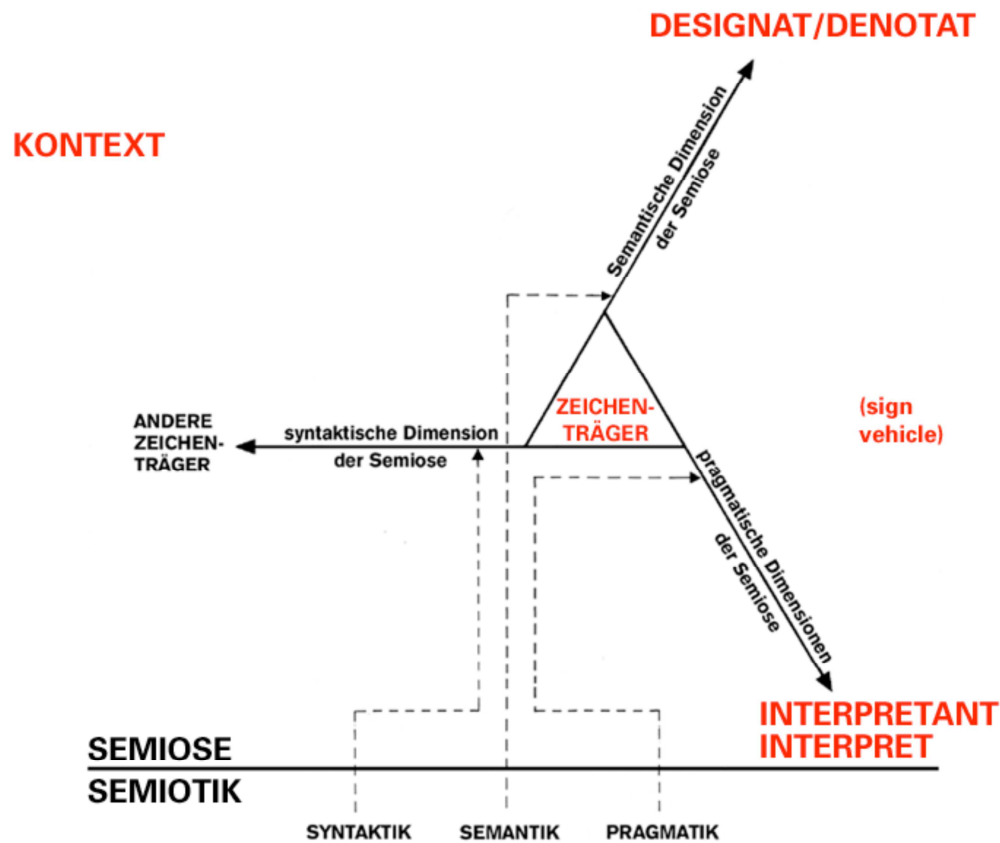 DESIGNAT/DENOTAT
KONTEXT
Semantische Dimension
der Semiose
ZEICHEN-
TRÄGER
(sign
vehicle)
ANDERE
ZEICHEN-
TRÄGER
syntaktische Dimension
der Semiose
pragmatische Dimensionen
der Semiose
INTERPRETANT
INTERPRET
SEMIOSE
SEMIOTIK
SYNTAKTIK
SEMANTIK
PRAGMATIK